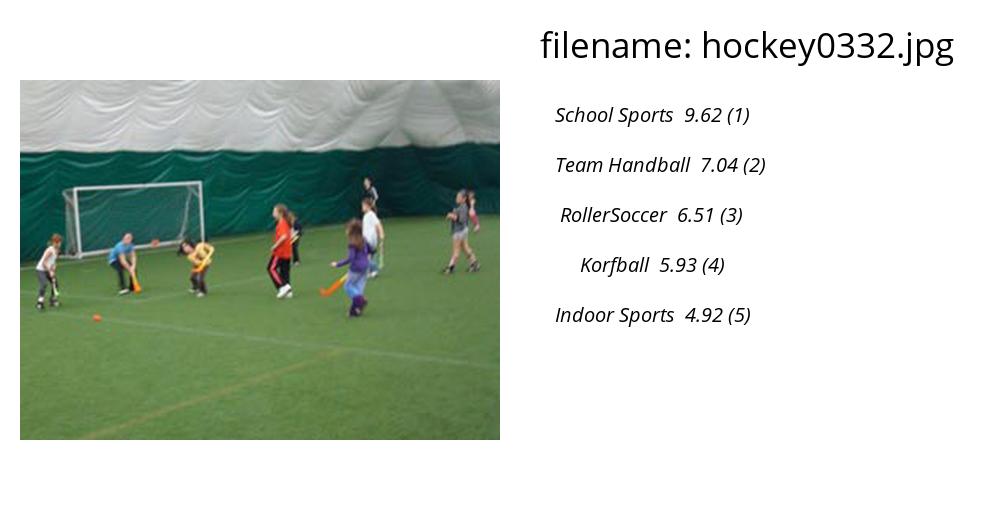 filename: hockey0332.jpg
School Sports 9.62 (1)
Team Handball 7.04 (2)
RollerSoccer 6.51 (3)
Korfball 5.93 (4)
Indoor Sports 4.92 (5)